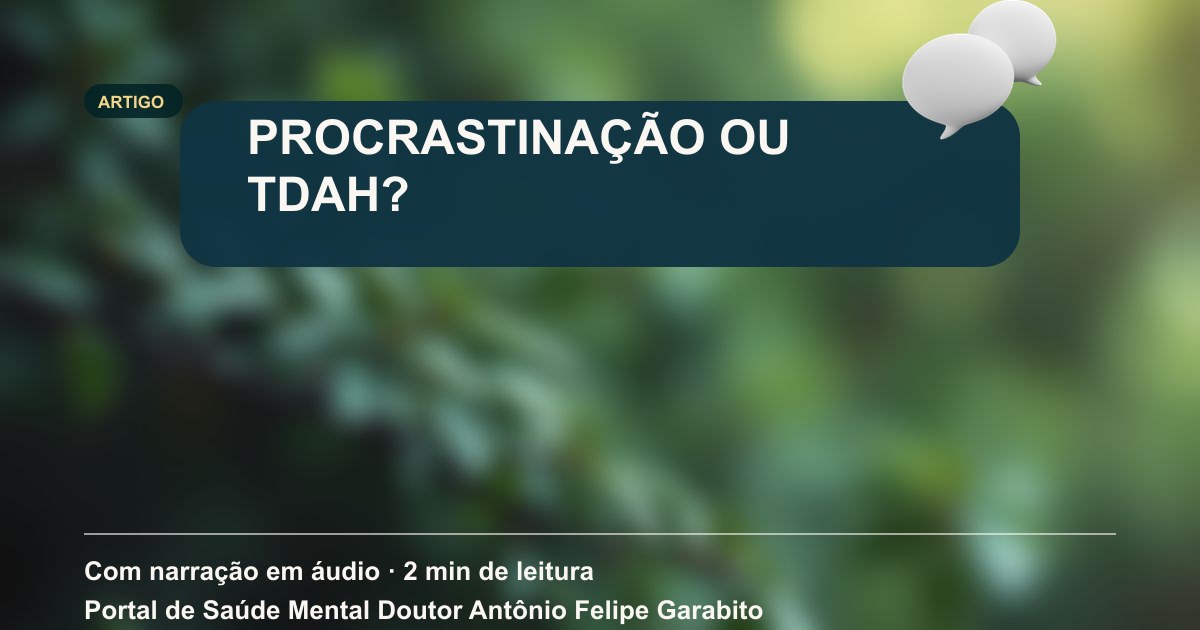 ARTIGO
PROCRASTINAÇÃO OU
TDAH?
Com narração em áudio · 2 min de leitura
Portal de Saúde Mental Doutor Antônio Felipe Garabito